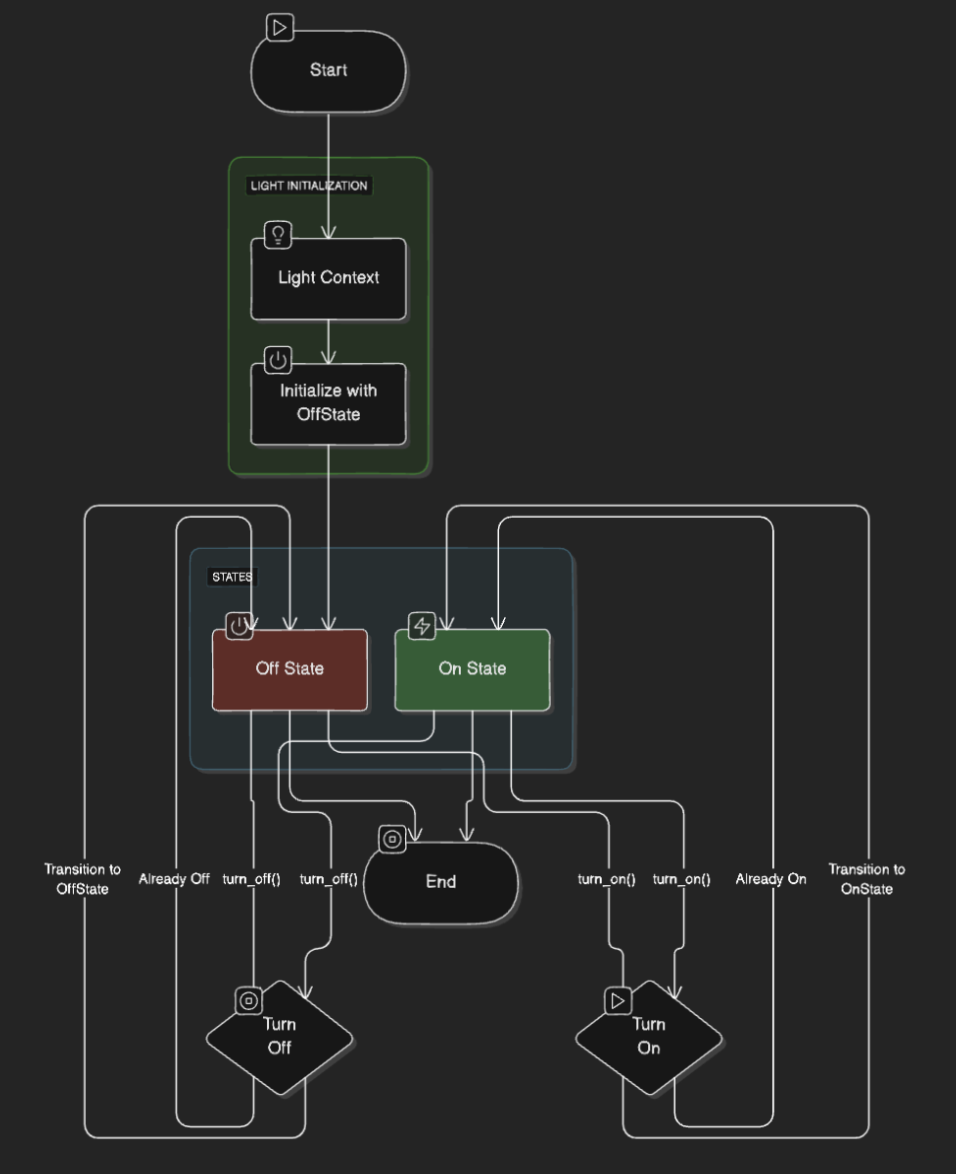 Start
LIGHT INITIALIZATION
Light Context
Initialize with
OffState
STATES
Off State
On State
Transition to
OffState
Already Off
turn_off()
turn_off()
End
turn_on()
turn_on()
Already On
Transition to
OnState
Turn
Off
Turn
On